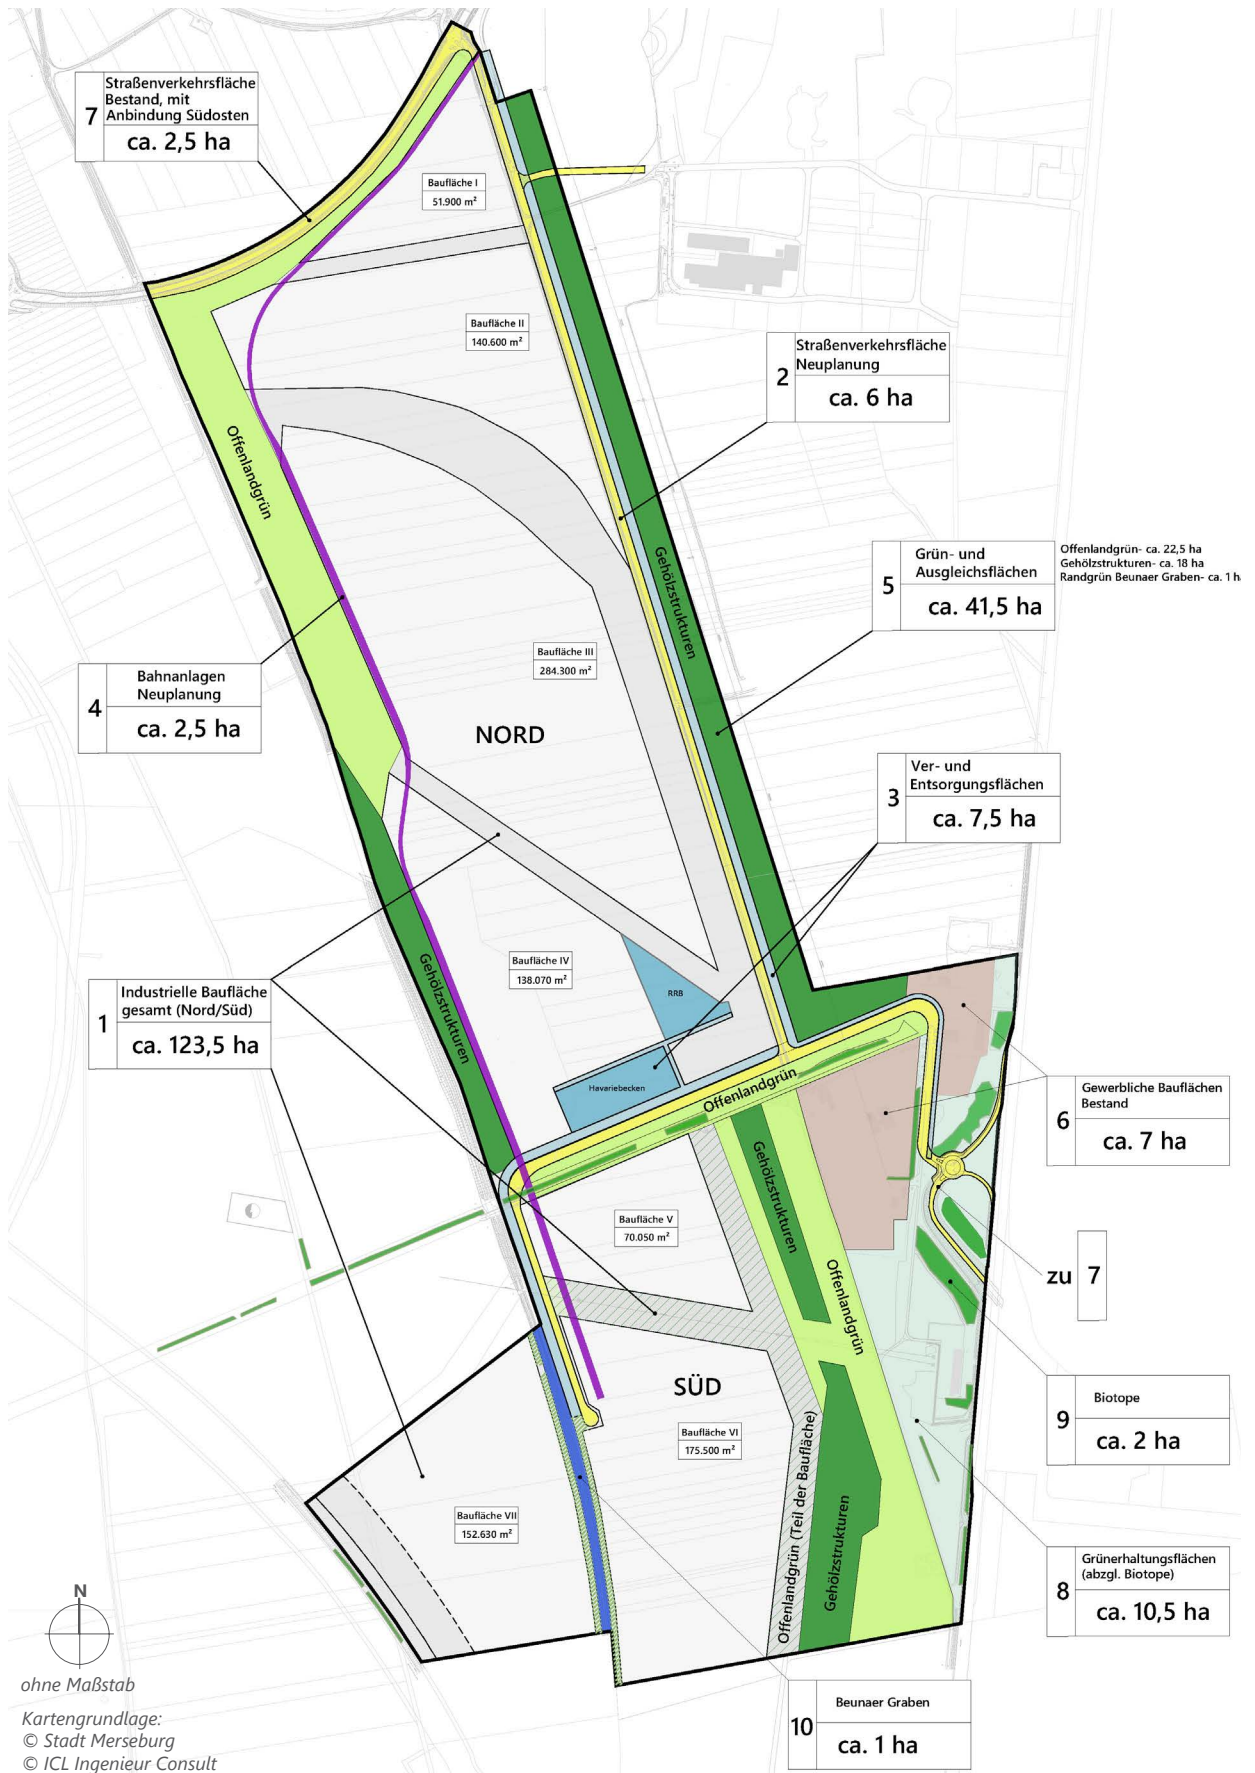 7
Straßenverkehrsfläche
Bestand, mit
Anbindung Südosten
ca. 2,5 ha
Baufläche I
51.900 m²
Baufläche II
140.600 m²
2
Straßenverkehrsfläche
Neuplanung
ca. 6 ha
Offenlandgrün
Gehölzstrukturen
5
Grün- und
Ausgleichsflächen
ca. 41,5 ha
Offenlandgrün- ca. 22,5 ha
Gehölzstrukturen- ca. 18 ha
Randgrün Beunaer Graben- ca. 1 h
Baufläche III
284.300 m²
4
Bahnanlagen
Neuplanung
ca. 2,5 ha
NORD
3
Ver- und
Entsorgungsflächen
ca. 7,5 ha
Baufläche IV
138.070 m²
RRB
Gehölzstrukturen
1
Industrielle Baufläche
gesamt (Nord/Süd)
ca. 123,5 ha
Havariebecken
Offenlandgrün
6
Gewerbliche Bauflächen
Bestand
ca. 7 ha
Gehölzstrukturen
Baufläche V
70.050 m²
Offenlandgrün
zu 7
SÜD
9
Biotope
ca. 2 ha
Baufläche VI
175.500 m²
Offenlandgrün (Teil der Baufläche)
Gehölzstrukturen
Baufläche VII
152.630 m²
8
Grünerhaltungsflächen
(abzgl. Biotope)
ca. 10,5 ha
N
ohne Maßstab
10
Beunaer Graben
ca. 1 ha
Kartengrundlage:
© Stadt Merseburg
© ICL Ingenieur Consult